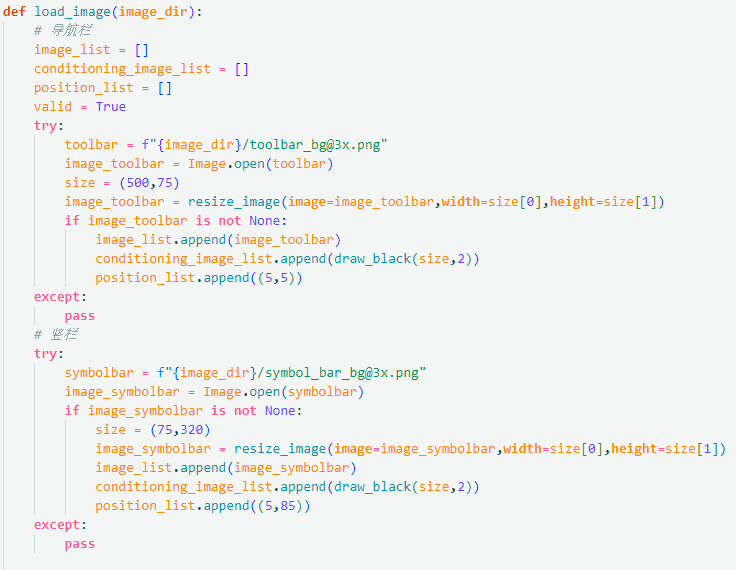 def load_image(image_dir):
    # 导航栏
    image_list = []
    conditioning_image_list = []
    position_list = []
    valid = True
    try:
        toolbar = f"{image_dir}/toolbar_bg@3x.png"
        image_toolbar = Image.open(toolbar)
        size = (500,75)
        image_toolbar = resize_image(image=image_toolbar,width=size[0],height=size[1])
        if image_toolbar is not None:
            image_list.append(image_toolbar)
            conditioning_image_list.append(draw_black(size,2))
            position_list.append((5,5))
    except:
        pass
    # 竖栏
    try:
        symbolbar = f"{image_dir}/symbol_bar_bg@3x.png"
        image_symbolbar = Image.open(symbolbar)
        if image_symbolbar is not None:
            size = (75,320)
            image_symbolbar = resize_image(image=image_symbolbar,width=size[0],height=size[1])
            image_list.append(image_symbolbar)
            conditioning_image_list.append(draw_black(size,2))
            position_list.append((5,85))
    except:
        pass